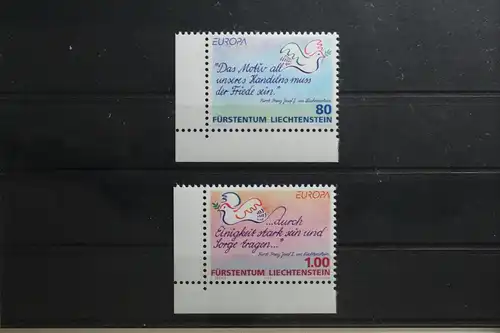 EUROPA
"Das Motiv all
unseres Handelns muss
der Friede sein."
Fürst Franz Josef II. von Liechtenstein
80
FÜRSTENTUM LIECHTENSTEIN
EUROPA
"...durch
Einigkeit stark sein und
Sorge tragen..."
Fürst Franz Josef II. von Liechtenstein
1.00
FÜRSTENTUM LIECHTENSTEIN